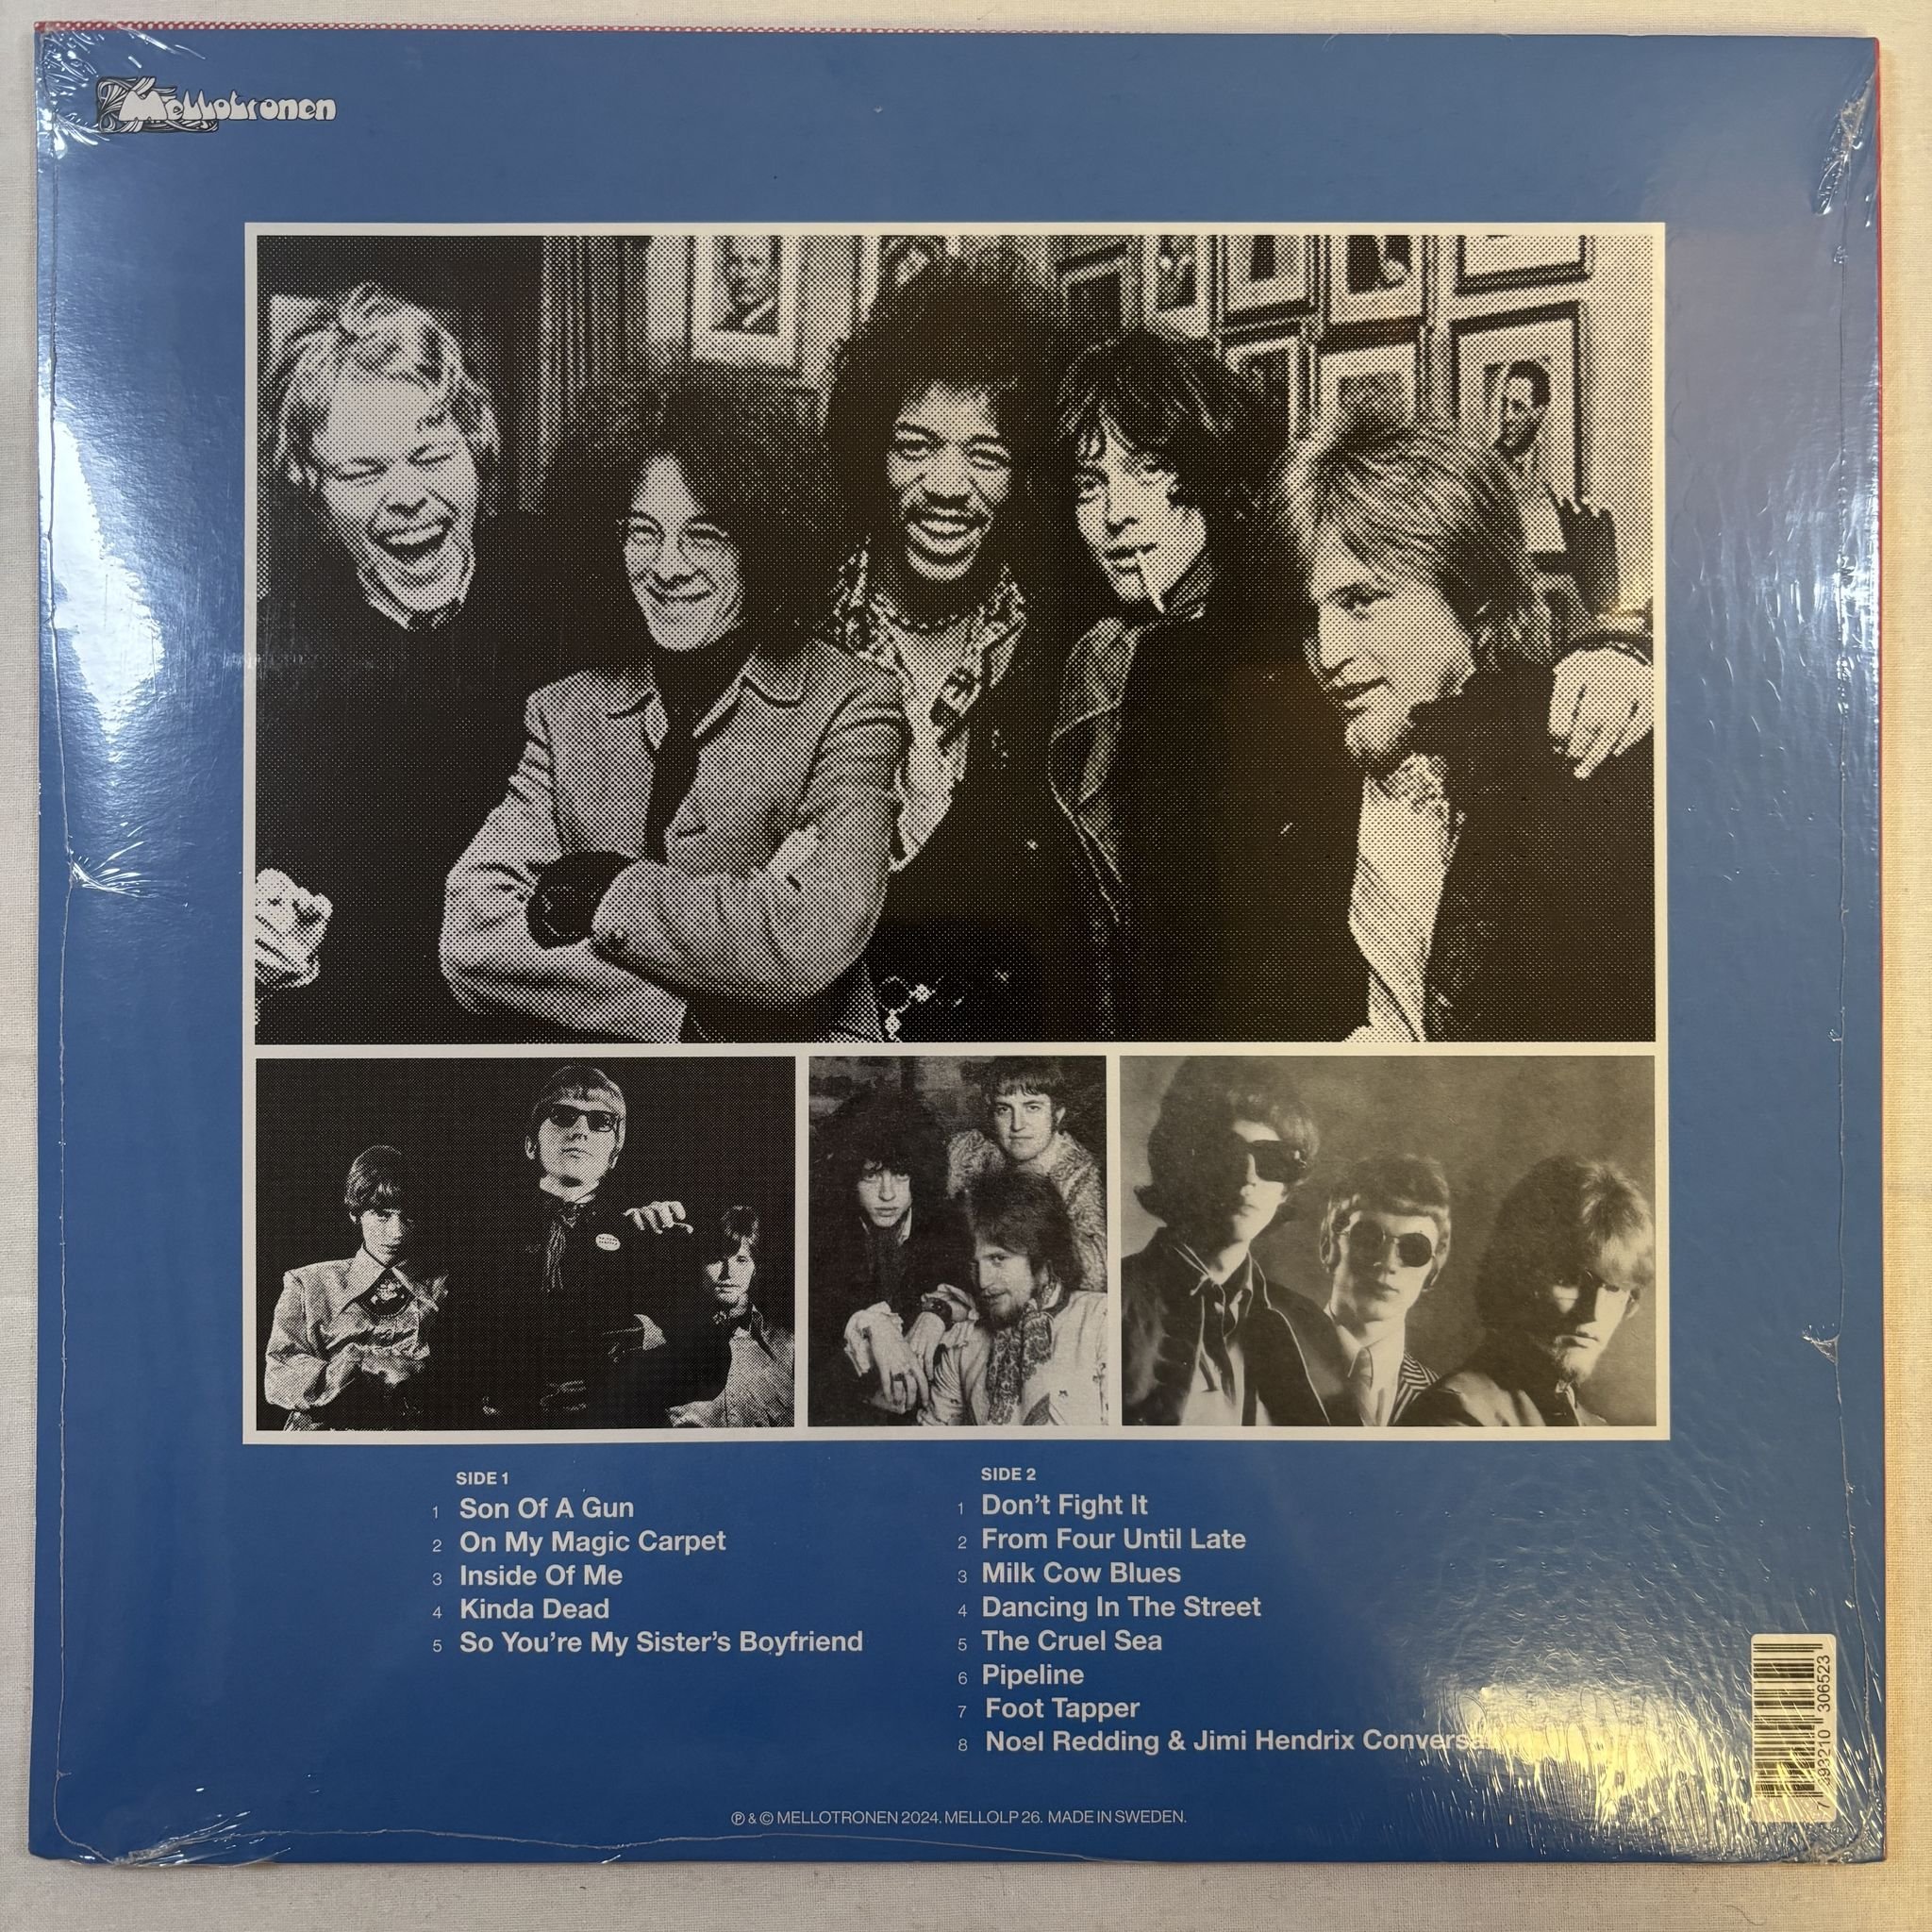 Mellotronen
SIDE 1
1 Son Of A Gun
2 On My Magic Carpet
3 Inside Of Me
4 Kinda Dead
5 So You're My Sister's Boyfriend
SIDE 2
1 Don't Fight It
2 From Four Until Late
3 Milk Cow Blues
4 Dancing In The Street
5 The Cruel Sea
6 Pipeline
7 Foot Tapper
8 Noel Redding & Jimi Hendrix
℗ & © MELLOTRONEN 2024. MELLOLP 26. MADE IN SWEDEN.
7 393210 306523